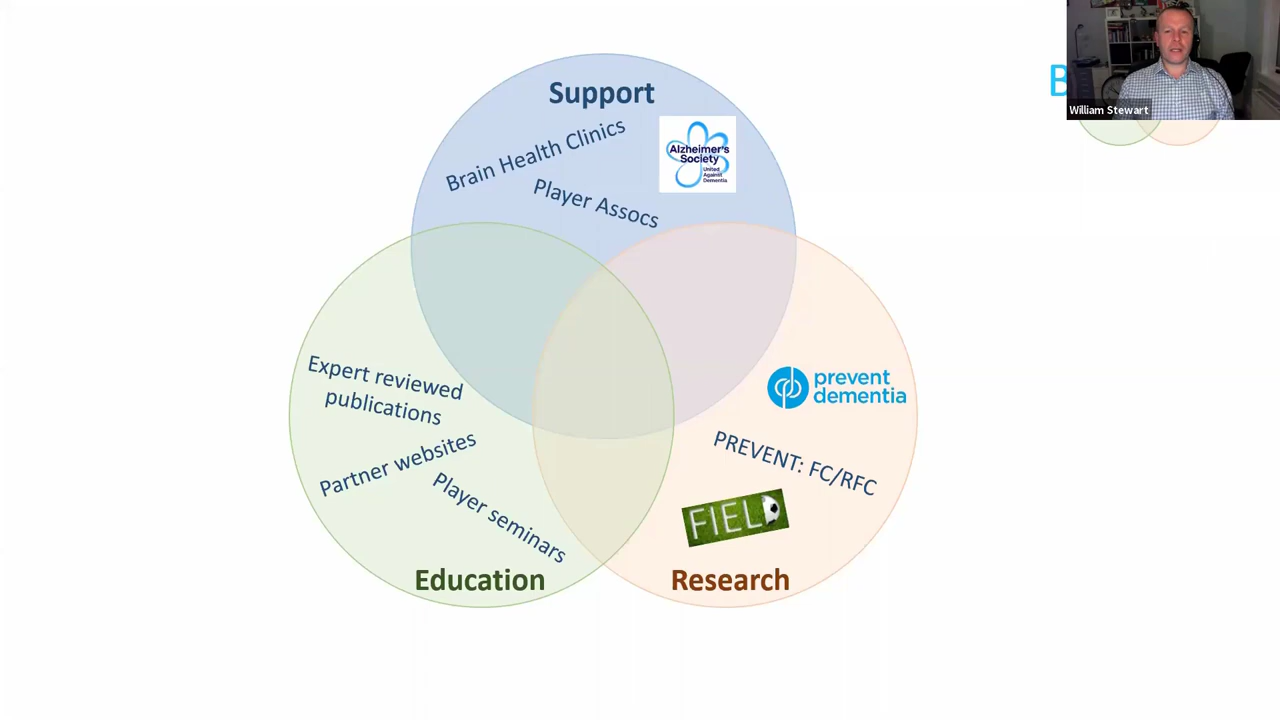 Support
Brain Health Clinics
Alzheimer's
Society
United
Against
Dementia
Player Assocs
B
William Stewart
Expert reviewed
publications
Partner websites
Player seminars
Education
prevent
dementia
PREVENT: FC/RFC
FIELD
Research